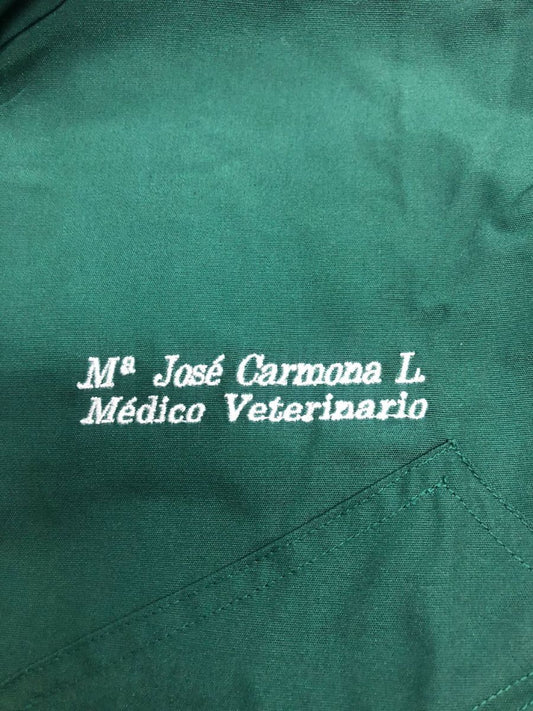 Mª José Carmona L.
Médico Veterinario